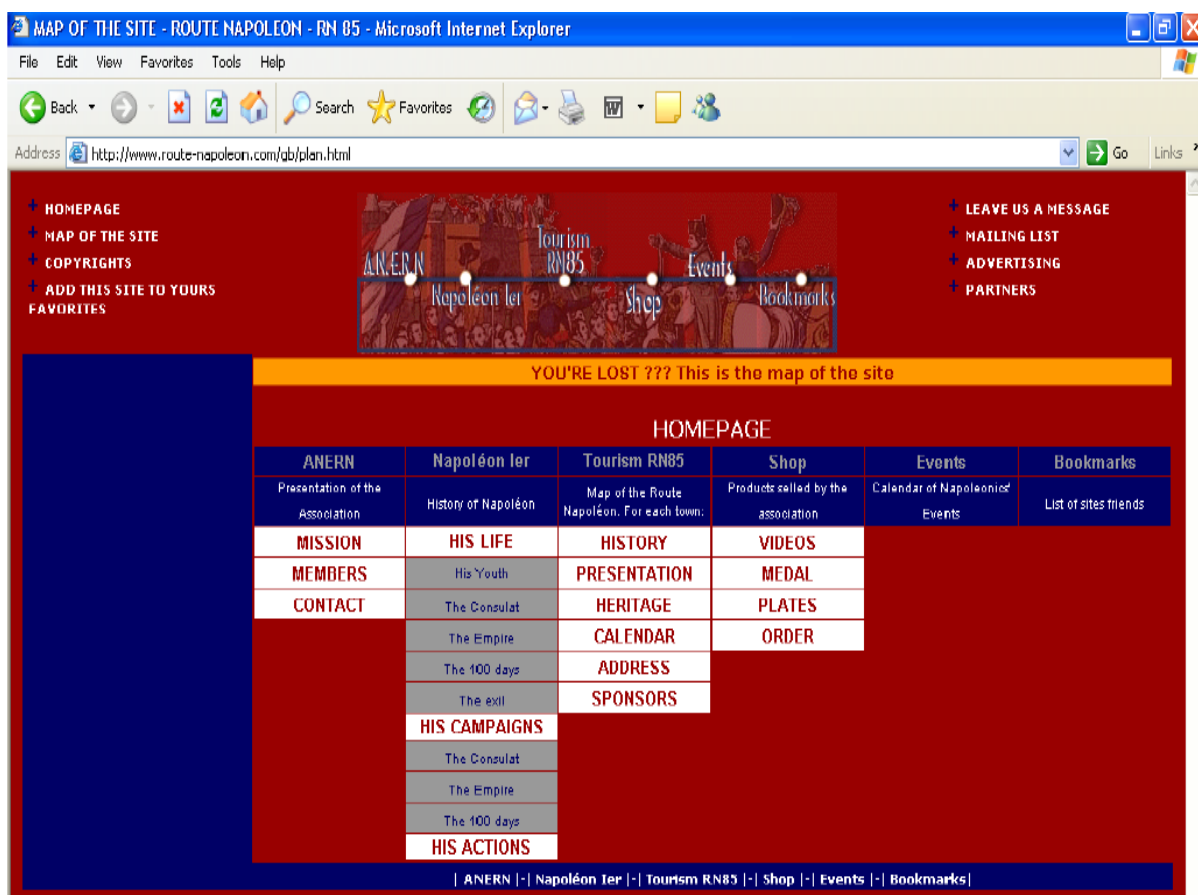 MAP OF THE SITE - ROUTE NAPOLEON - RN 85 - Microsoft Internet Explorer
File Edit View Favorites Tools Help
Back Search Favorites
Address http://www.route-napoleon.com/gb/plan.html Go Links
HOMEPAGE
MAP OF THE SITE
COPYRIGHTS
ADD THIS SITE TO YOURS
FAVORITES
A.N.E.R.N
Napoléon Ier
Tourism
RN85
Shop
Events
Bookmarks
LEAVE US A MESSAGE
MAILING LIST
ADVERTISING
PARTNERS
YOU'RE LOST ??? This is the map of the site
HOMEPAGE
ANERN Napoléon Ier Tourism RN85 Shop Events Bookmarks
Presentation of the
Association
History of Napoléon
Map of the Route
Napoléon. For each town:
Products selled by the
association
Calendar of Napoleonics'
Events
List of sites friends
MISSION HIS LIFE HISTORY VIDEOS
MEMBERS His Youth PRESENTATION MEDAL
CONTACT The Consulat HERITAGE PLATES
The Empire CALENDAR ORDER
The 100 days ADDRESS
The exil SPONSORS
HIS CAMPAIGNS
The Consulat
The Empire
The 100 days
HIS ACTIONS
| ANERN |-| Napoléon Ier |-| Tourism RN85 |-| Shop |-| Events |-| Bookmarks|